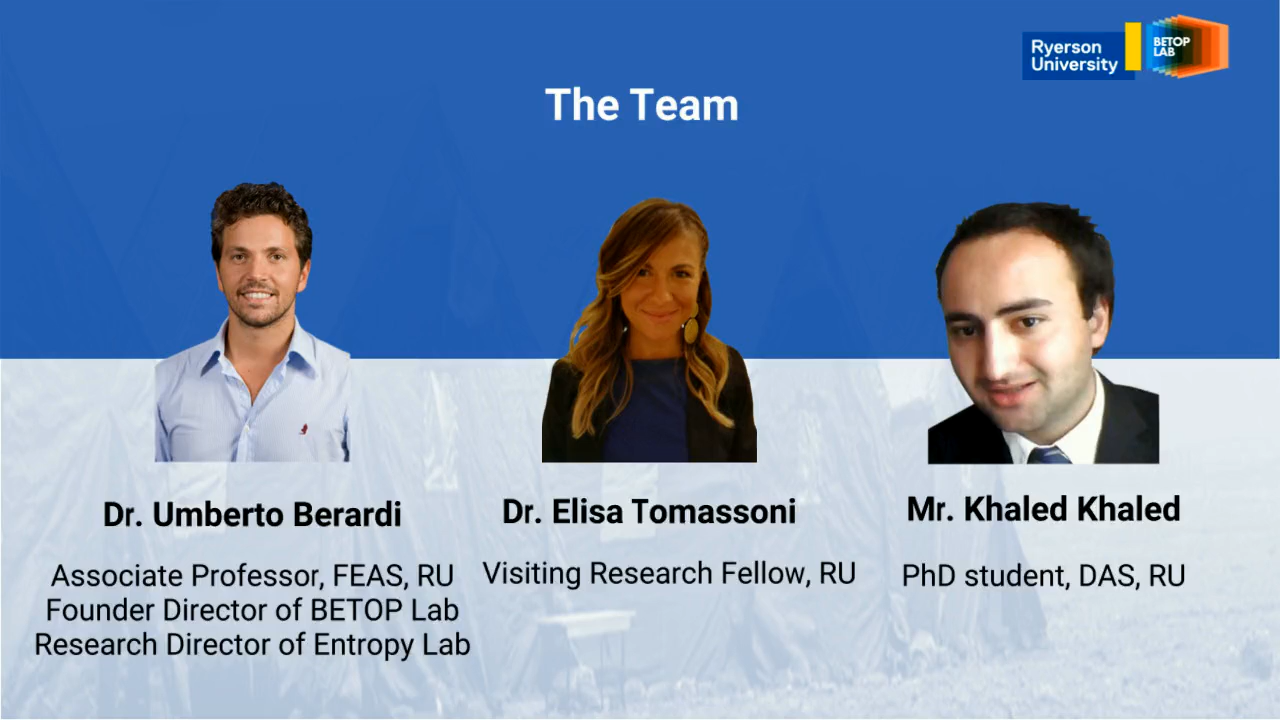 Ryerson
University
BETOP
LAB
The Team
Dr. Umberto Berardi
Associate Professor, FEAS, RU
Founder Director of BETOP Lab
Research Director of Entropy Lab
Dr. Elisa Tomassoni
Visiting Research Fellow, RU
Mr. Khaled Khaled
PhD student, DAS, RU